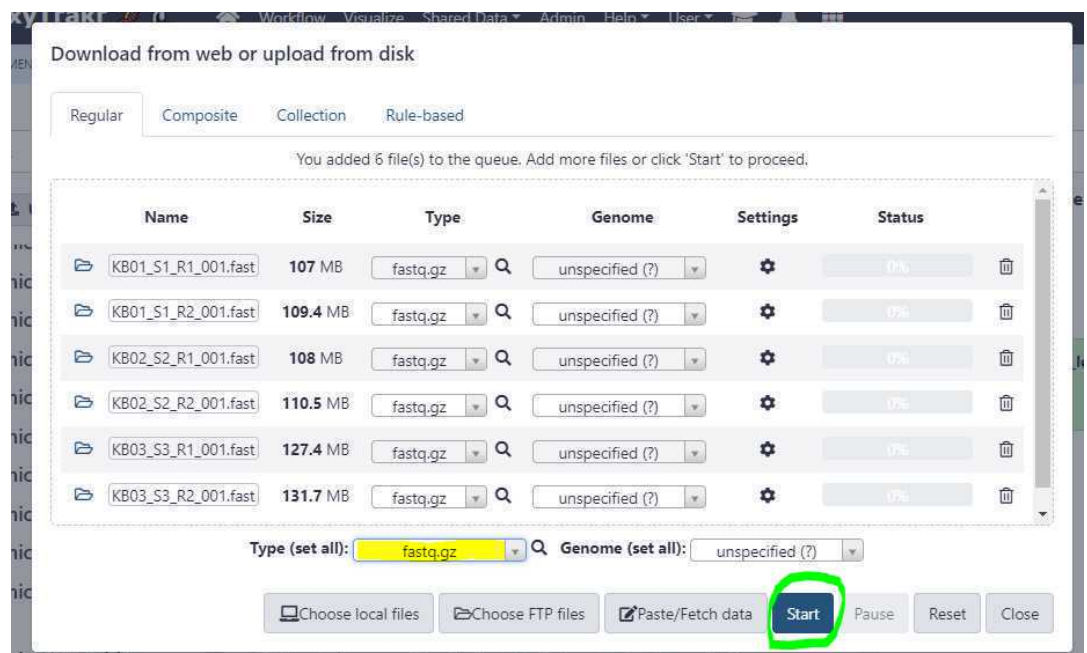 Workflow Visualize Shared Data Admin Help User
Download from web or upload from disk
Regular Composite Collection Rule-based
You added 6 file(s) to the queue. Add more files or click 'Start' to proceed.
Name Size Type Genome Settings Status
KB01_S1_R1_001.fast 107 MB fastq.gz unspecified (?) 0%
KB01_S1_R2_001.fast 109.4 MB fastq.gz unspecified (?) 0%
KB02_S2_R1_001.fast 108 MB fastq.gz unspecified (?) 0%
KB02_S2_R2_001.fast 110.5 MB fastq.gz unspecified (?) 0%
KB03_S3_R1_001.fast 127.4 MB fastq.gz unspecified (?) 0%
KB03_S3_R2_001.fast 131.7 MB fastq.gz unspecified (?) 0%
Type (set all): fastq.gz Genome (set all): unspecified (?)
Choose local files Choose FTP files Paste/Fetch data Start Pause Reset Close